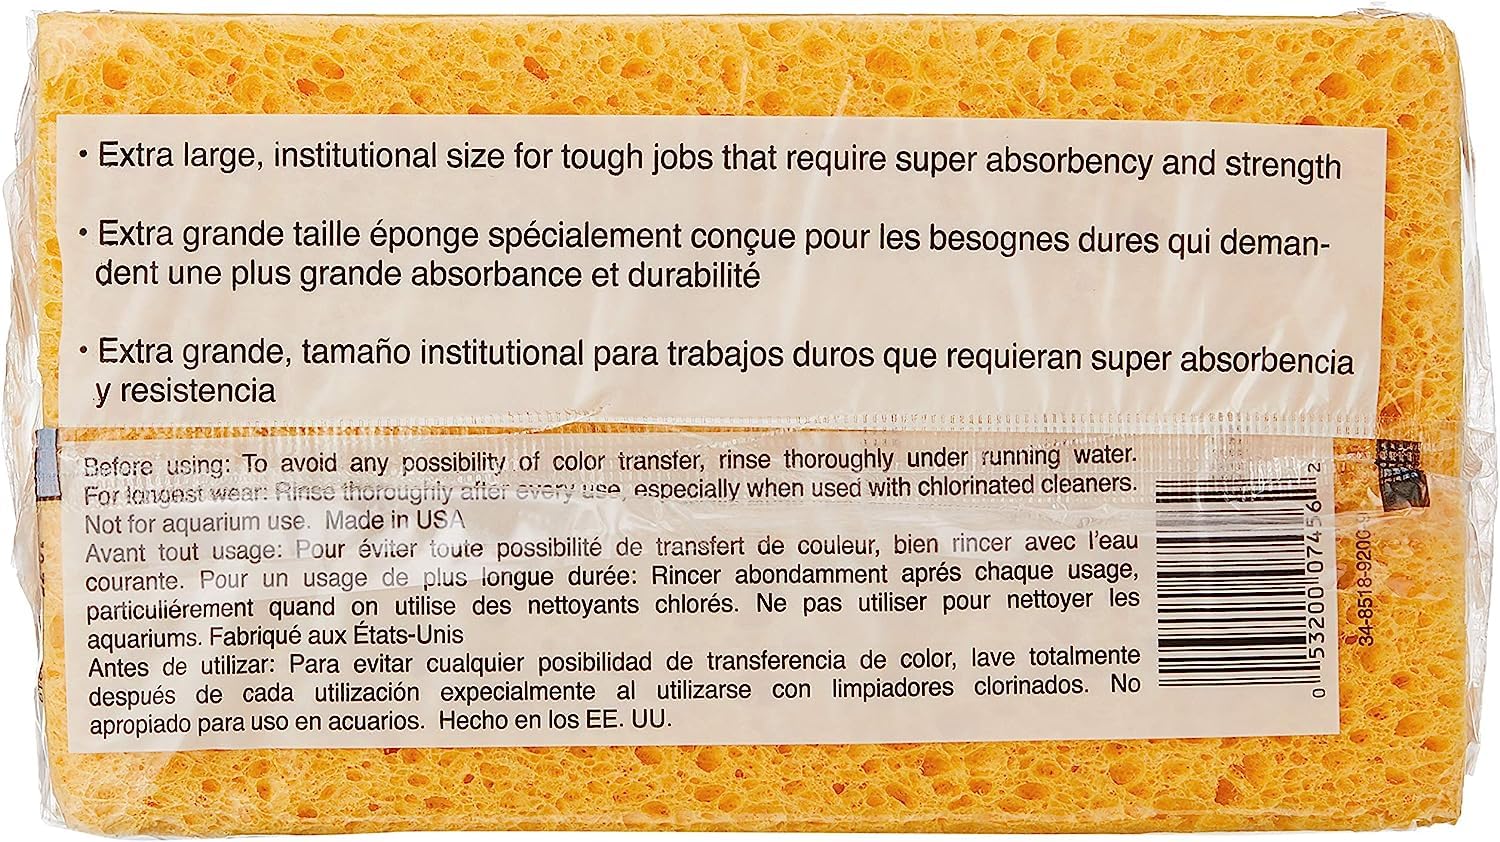 • Extra large, institutional size for tough jobs that require super absorbency and strength
• Extra grande taille éponge spécialement conçue pour les besognes dures qui deman-
dent une plus grande absorbance et durabilité
• Extra grande, tamaño institutional para trabajos duros que requieran super absorbencia
y resistencia
Before using: To avoid any possibility of color transfer, rinse thoroughly under running water.
For longest wear: Rinse thoroughly after every use, especially when used with chlorinated cleaners.
Not for aquarium use. Made in USA
Avant tout usage: Pour éviter toute possibilité de transfert de couleur, bien rincer avec l'eau
courante. Pour un usage de plus longue durée: Rincer abondamment aprés chaque usage,
particuliérement quand on utilise des nettoyants chlorés. Ne pas utiliser pour nettoyer les
aquariums. Fabriqué aux États-Unis
Antes de utilizar: Para evitar cualquier posibilidad de transferencia de color, lave totalmente
después de cada utilización expecialmente al utilizarse con limpiadores clorinados. No
apropiado para uso en acuarios. Hecho en los EE. UU.
0 53200 07456 2
34-8518-920